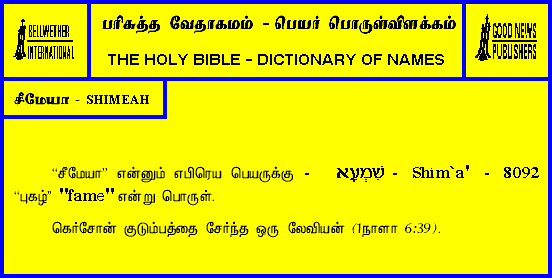 BELLWETHER
INTERNATIONAL
பரிசுத்த வேதாகமம் - பெயர் பொருள்விளக்கம்
THE HOLY BIBLE - DICTIONARY OF NAMES
GOOD NEWS
PUBLISHERS
சீமேயா - SHIMEAH
“சீமேயா” என்னும் எபிரெய பெயருக்கு - שִׁמְעָא - Shim`a' - 8092
“புகழ்” "fame" என்று பொருள்.
கெர்சோன் குடும்பத்தை சேர்ந்த ஒரு லேவியன் (1நாளா 6:39).